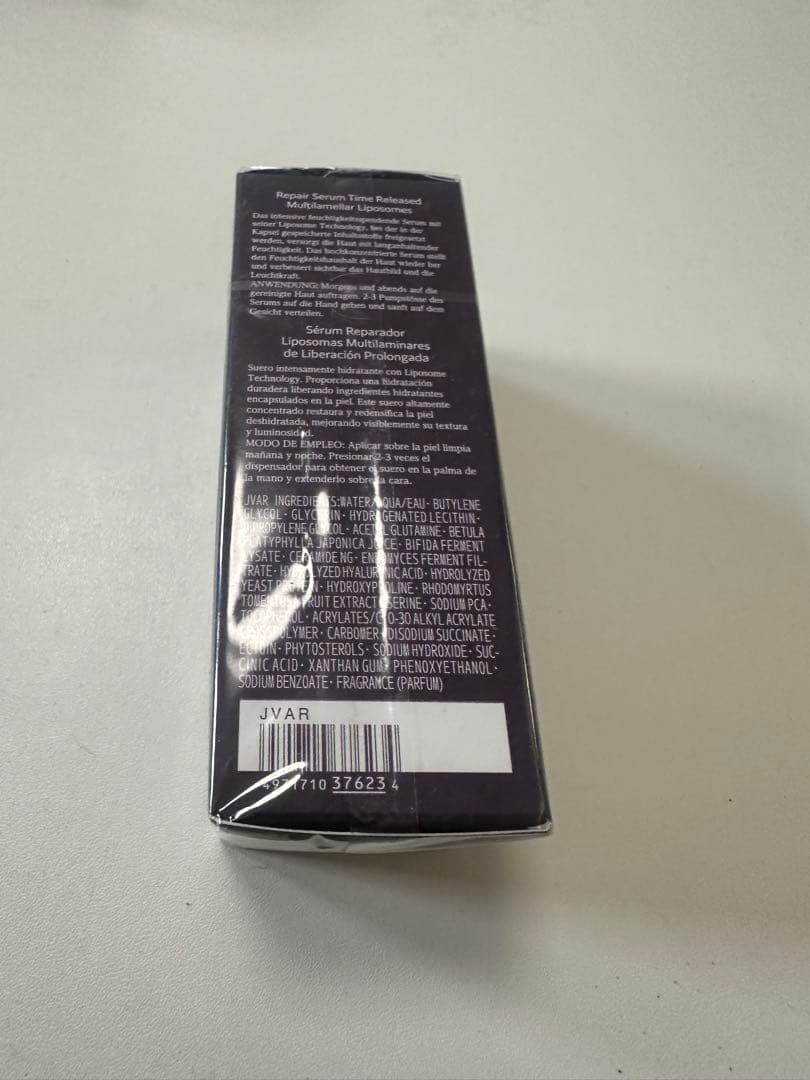 Repair Serum Time Released
Multilamellar Liposomes
Das intensive feuchtigkeitsspendende Serum mit
seiner Liposome Technology, bei der in der
Kapsel gespeicherte Inhaltsstoffe freigesetzt
werden, versorgt die Haut mit langanhaltender
Feuchtigkeit. Das hochkonzentrierte Serum stellt
den Feuchtigkeitshaushalt der Haut wieder her
und verbessert sichtbar das Hautbild und die
Leuchtkraft.
ANWENDUNG: Morgens und abends auf die
gereinigte Haut auftragen. 2-3 Pumpstösse des
Serums auf die Hand geben und sanft auf dem
Gesicht verteilen.
Sérum Reparador
Liposomas Multilaminares
de Liberación Prolongada
Suero intensamente hidratante con Liposome
Technology. Proporciona una hidratación
duradera liberando ingredientes hidratantes
encapsulados en la piel. Este suero altamente
concentrado restaura y redensifica la piel
deshidratada, mejorando visiblemente su textura
y luminosidad.
MODO DE EMPLEO: Aplicar sobre la piel limpia
mañana y noche. Presionar 2-3 veces el
dispensador para obtener el suero en la palma de
la mano y extenderlo sobre la cara.
JVAR INGREDIENTS:WATER/AQUA/EAU· BUTYLENE
GLYCOL· GLYCERIN· HYDROGENATED LECITHIN·
DIPROPYLENE GLYCOL· ACETYL GLUTAMINE· BETULA
PLATYPHYLLA JAPONICA JUICE· BIFIDA FERMENT
LYSATE· CERAMIDE NG· ENTEROMYCES FERMENT FIL-
TRATE· HYDROLYZED HYALURONIC ACID· HYDROLYZED
YEAST PROTEIN· HYDROXYPROLINE· RHODOMYRTUS
TOMENTOSA FRUIT EXTRACT· SERINE· SODIUM PCA·
TOCOPHEROL· ACRYLATES/C10-30 ALKYL ACRYLATE
CROSSPOLYMER· CARBOMER· DISODIUM SUCCINATE·
ECTOIN· PHYTOSTEROLS· SODIUM HYDROXIDE· SUC-
CINIC ACID· XANTHAN GUM· PHENOXYETHANOL·
SODIUM BENZOATE· FRAGRANCE (PARFUM)
JVAR
4971710 37623 4